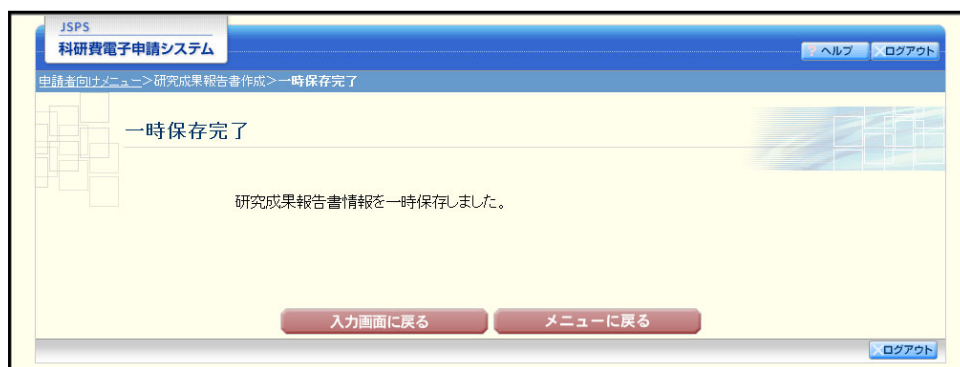 JSPS
科研費電子申請システム
? ヘルプ ×ログアウト
申請者向けメニュー>研究成果報告書作成>一時保存完了
一時保存完了
研究成果報告書情報を一時保存しました。
入力画面に戻る メニューに戻る
×ログアウト